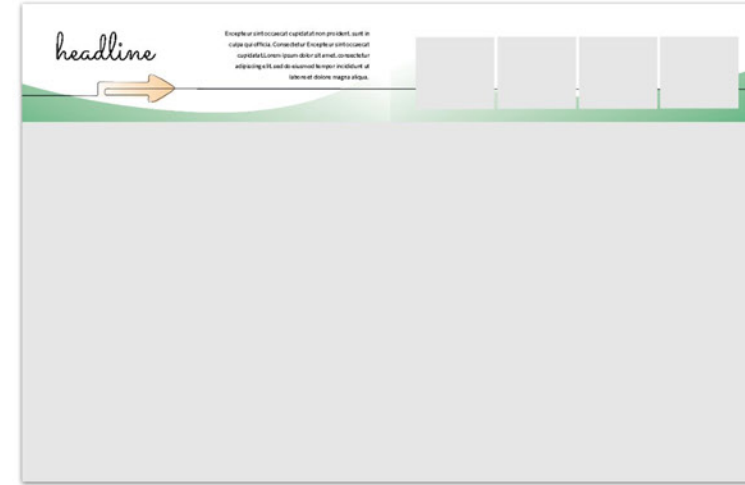 headline
Excepteur sint occaecat cupidatat non proident, sunt in
culpa qui officia. Consectetur Excepteur sint occaecat
cupidatat.Lorem ipsum dolor sit amet, consectetur
adipiscing elit, sed do eiusmod tempor incididunt ut
labore et dolore magna aliqua.